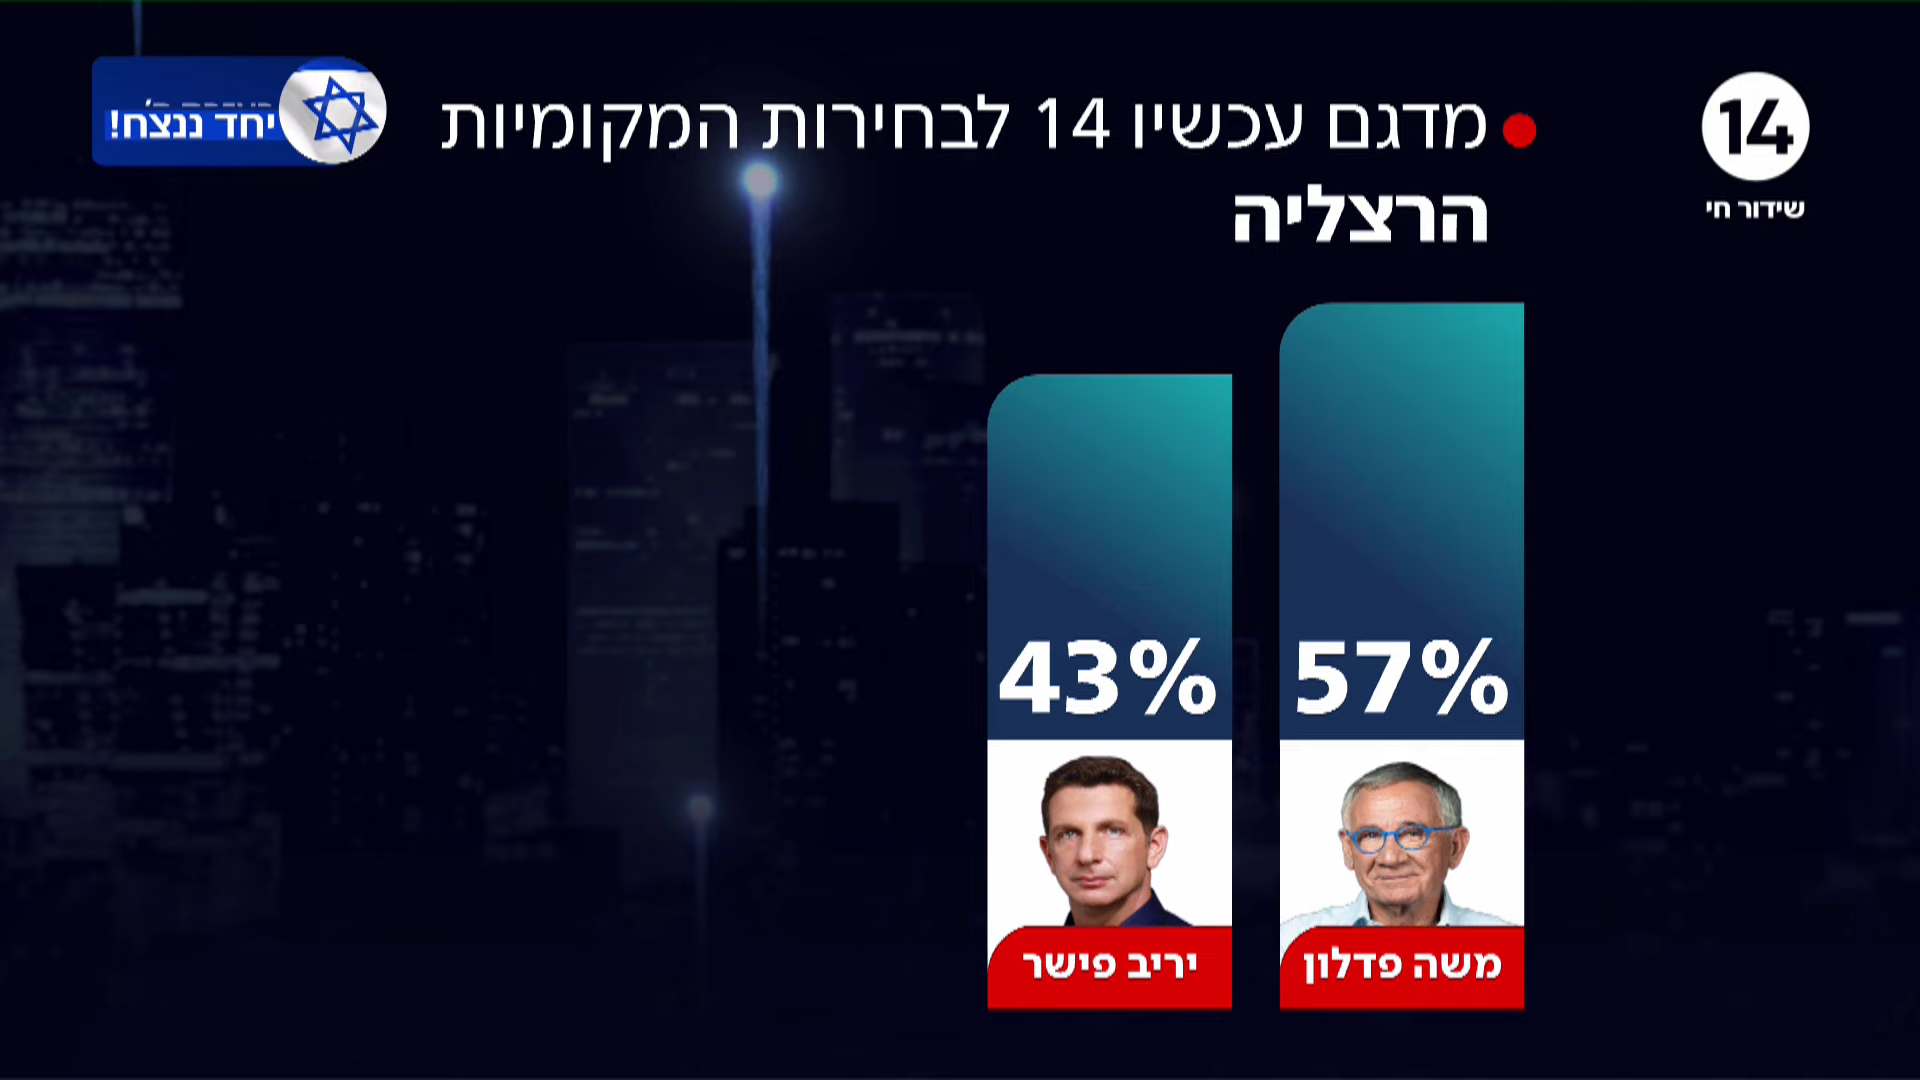 מדגם עכשיו 14 לבחירות המקומיות
הרצליה
14
שידור חי
יחד ננצח!
57%
43%
משה פדלון
יריב פישר